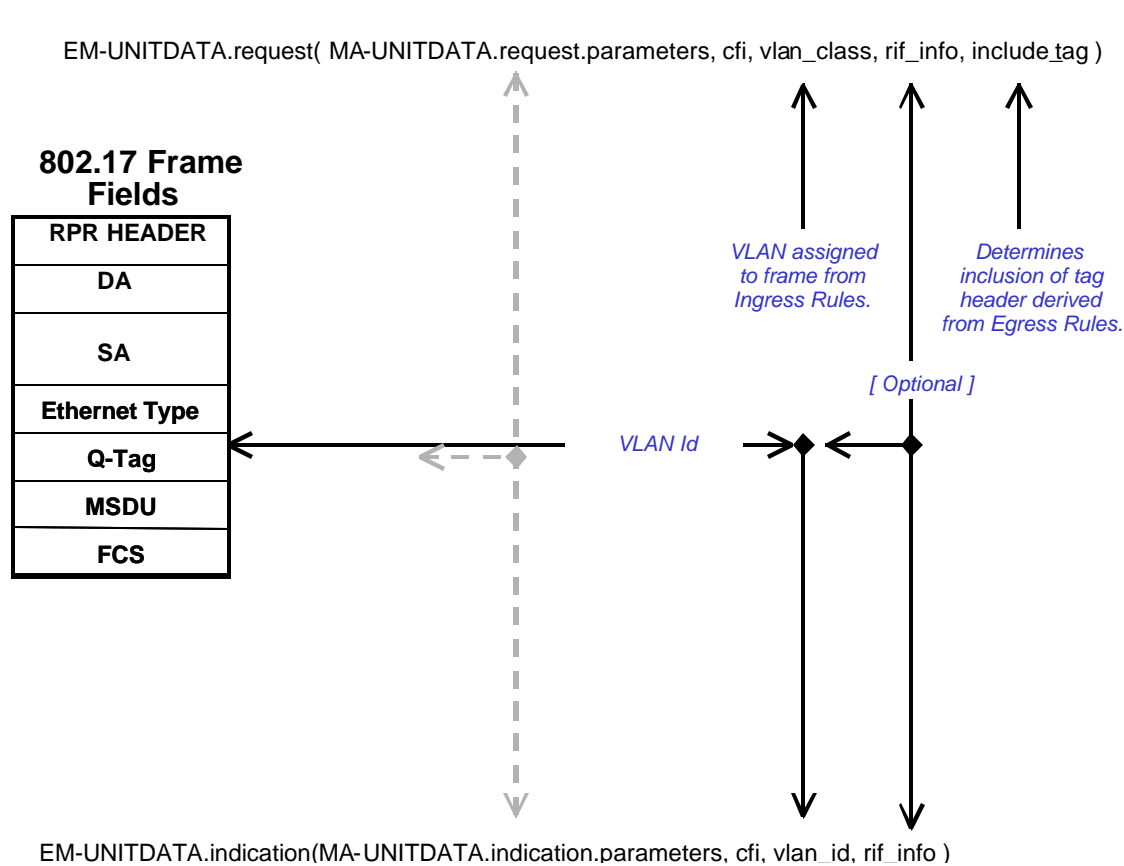 EM-UNITDATA.request( MA-UNITDATA.request.parameters, cfi, vlan_class, rif_info, include_tag )
802.17 Frame
Fields
RPR HEADER
DA
SA
Ethernet Type
Q-Tag
MSDU
FCS
VLAN assigned
to frame from
Ingress Rules.
Determines
inclusion of tag
header derived
from Egress Rules.
[ Optional ]
VLAN Id
EM-UNITDATA.indication(MA-UNITDATA.indication.parameters, cfi, vlan_id, rif_info )